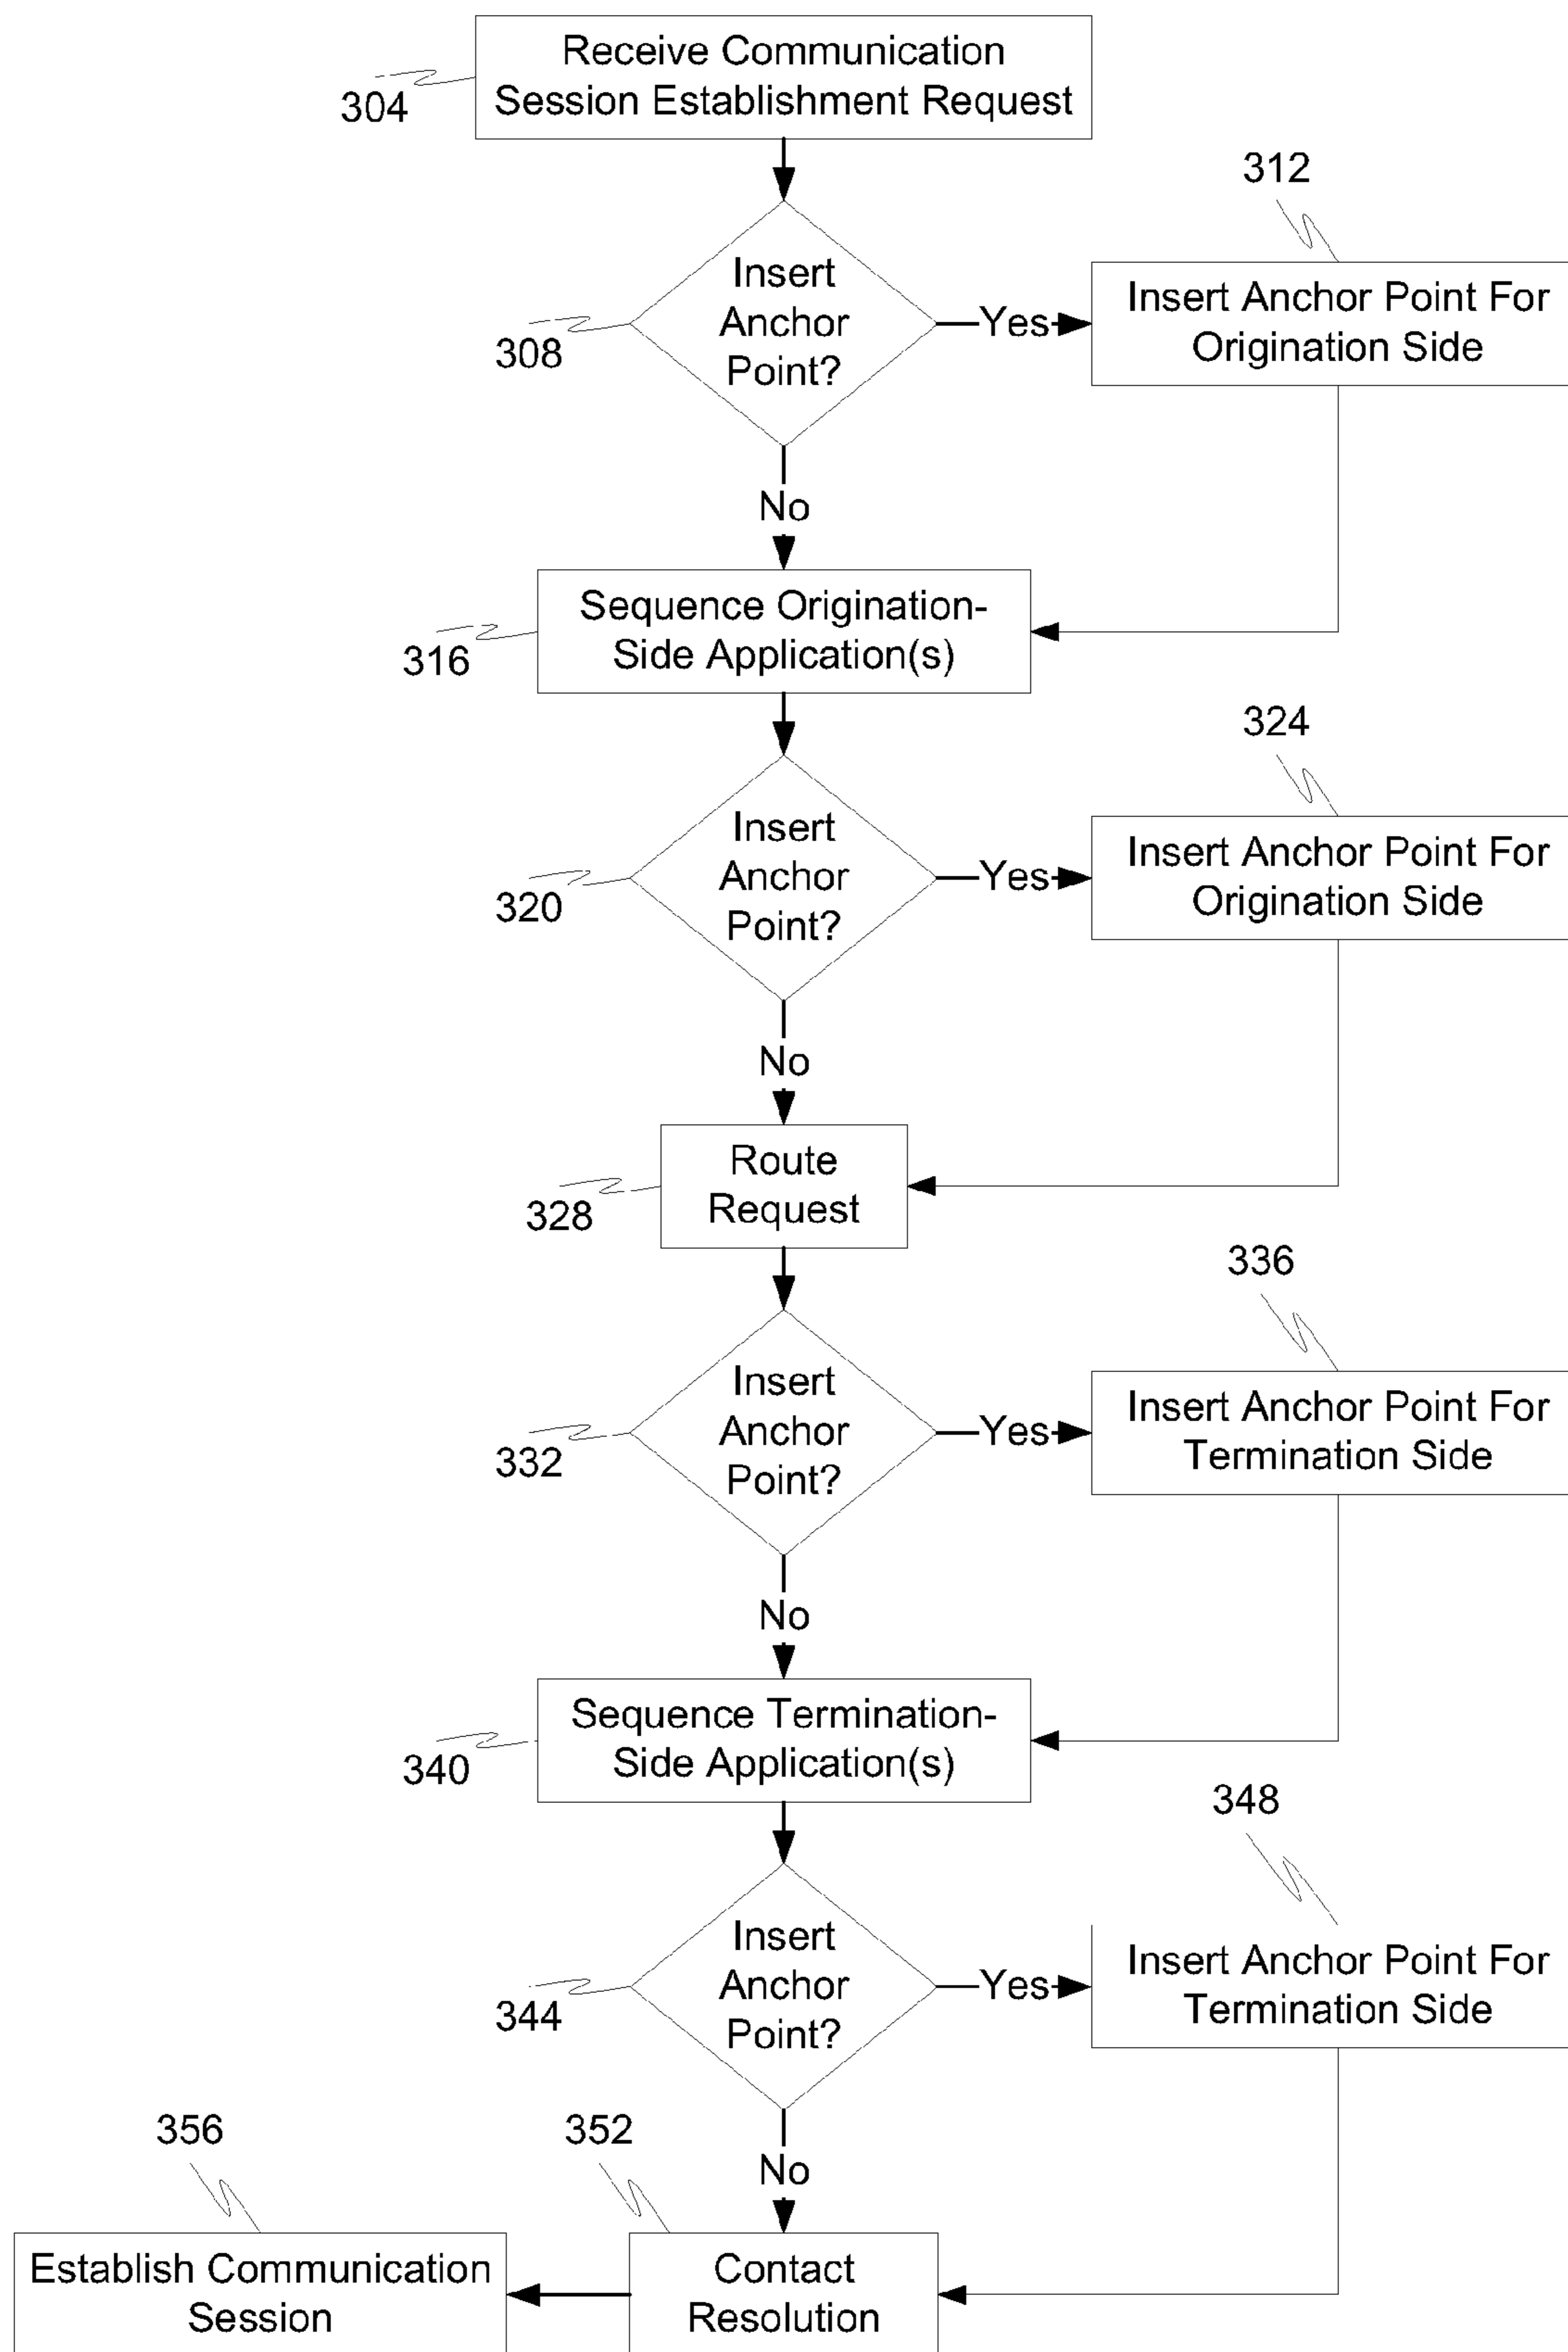 Receive Communication
Session Establishment Request
304
312
Insert
Anchor
Point?
308
Yes
Insert Anchor Point For
Origination Side
No
Sequence Origination-
Side Application(s)
316
324
Insert
Anchor
Point?
320
Yes
Insert Anchor Point For
Origination Side
No
Route
Request
328
336
Insert
Anchor
Point?
332
Yes
Insert Anchor Point For
Termination Side
No
Sequence Termination-
Side Application(s)
340
348
Insert
Anchor
Point?
344
Yes
Insert Anchor Point For
Termination Side
No
356
352
Establish Communication
Session
Contact
Resolution